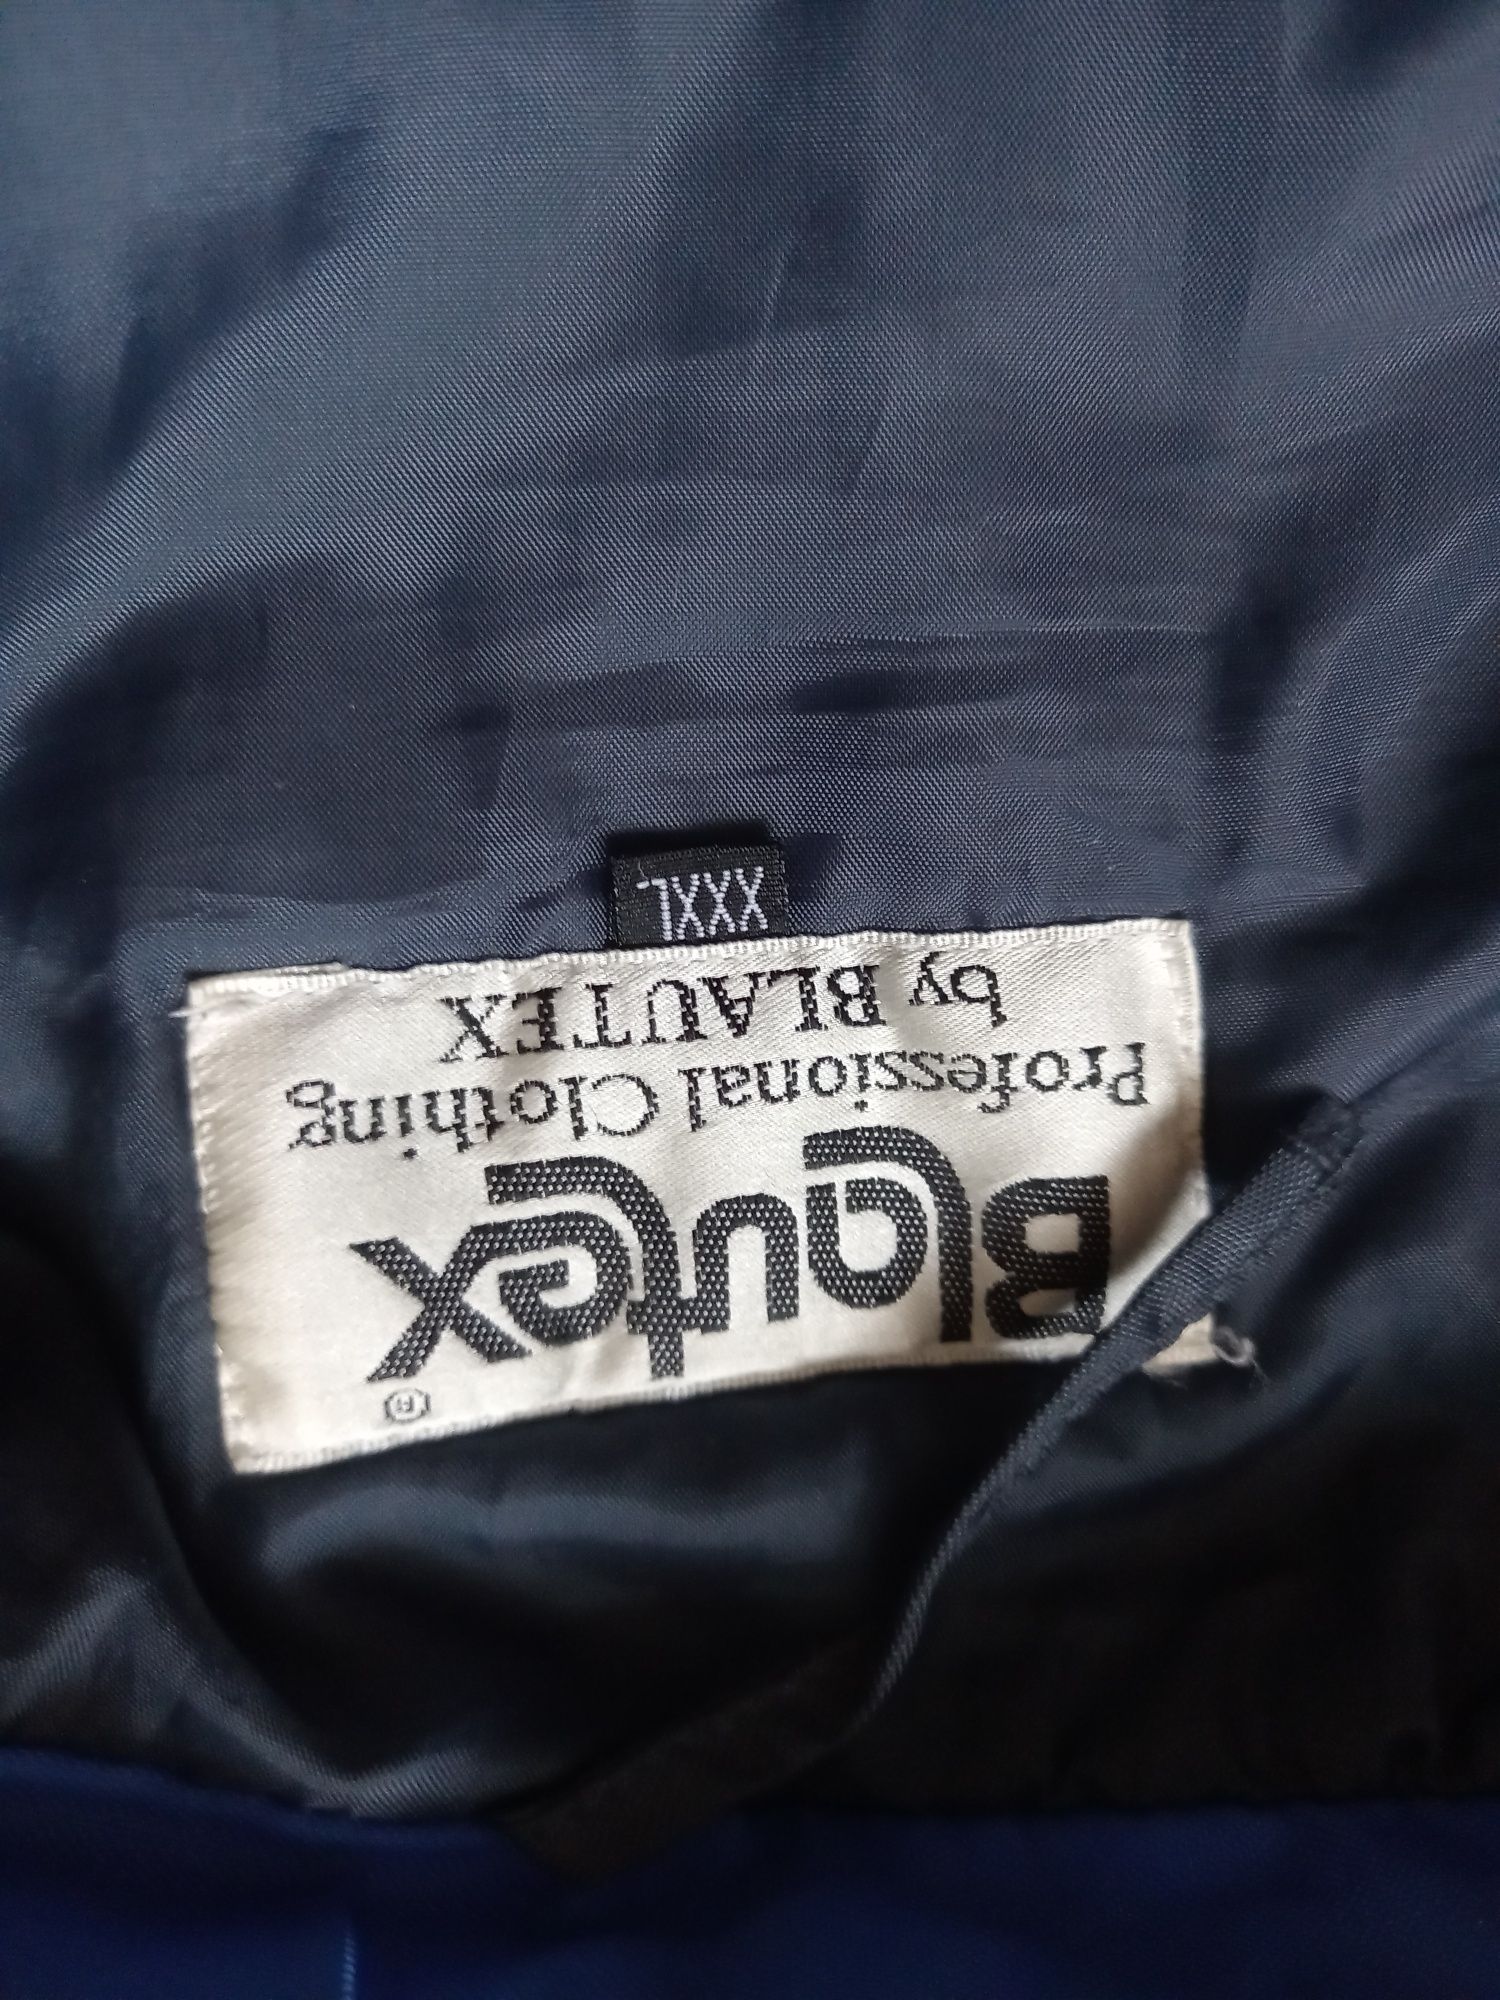 Blautex
®
Professional Clothing
by BLAUTEX
XXXL